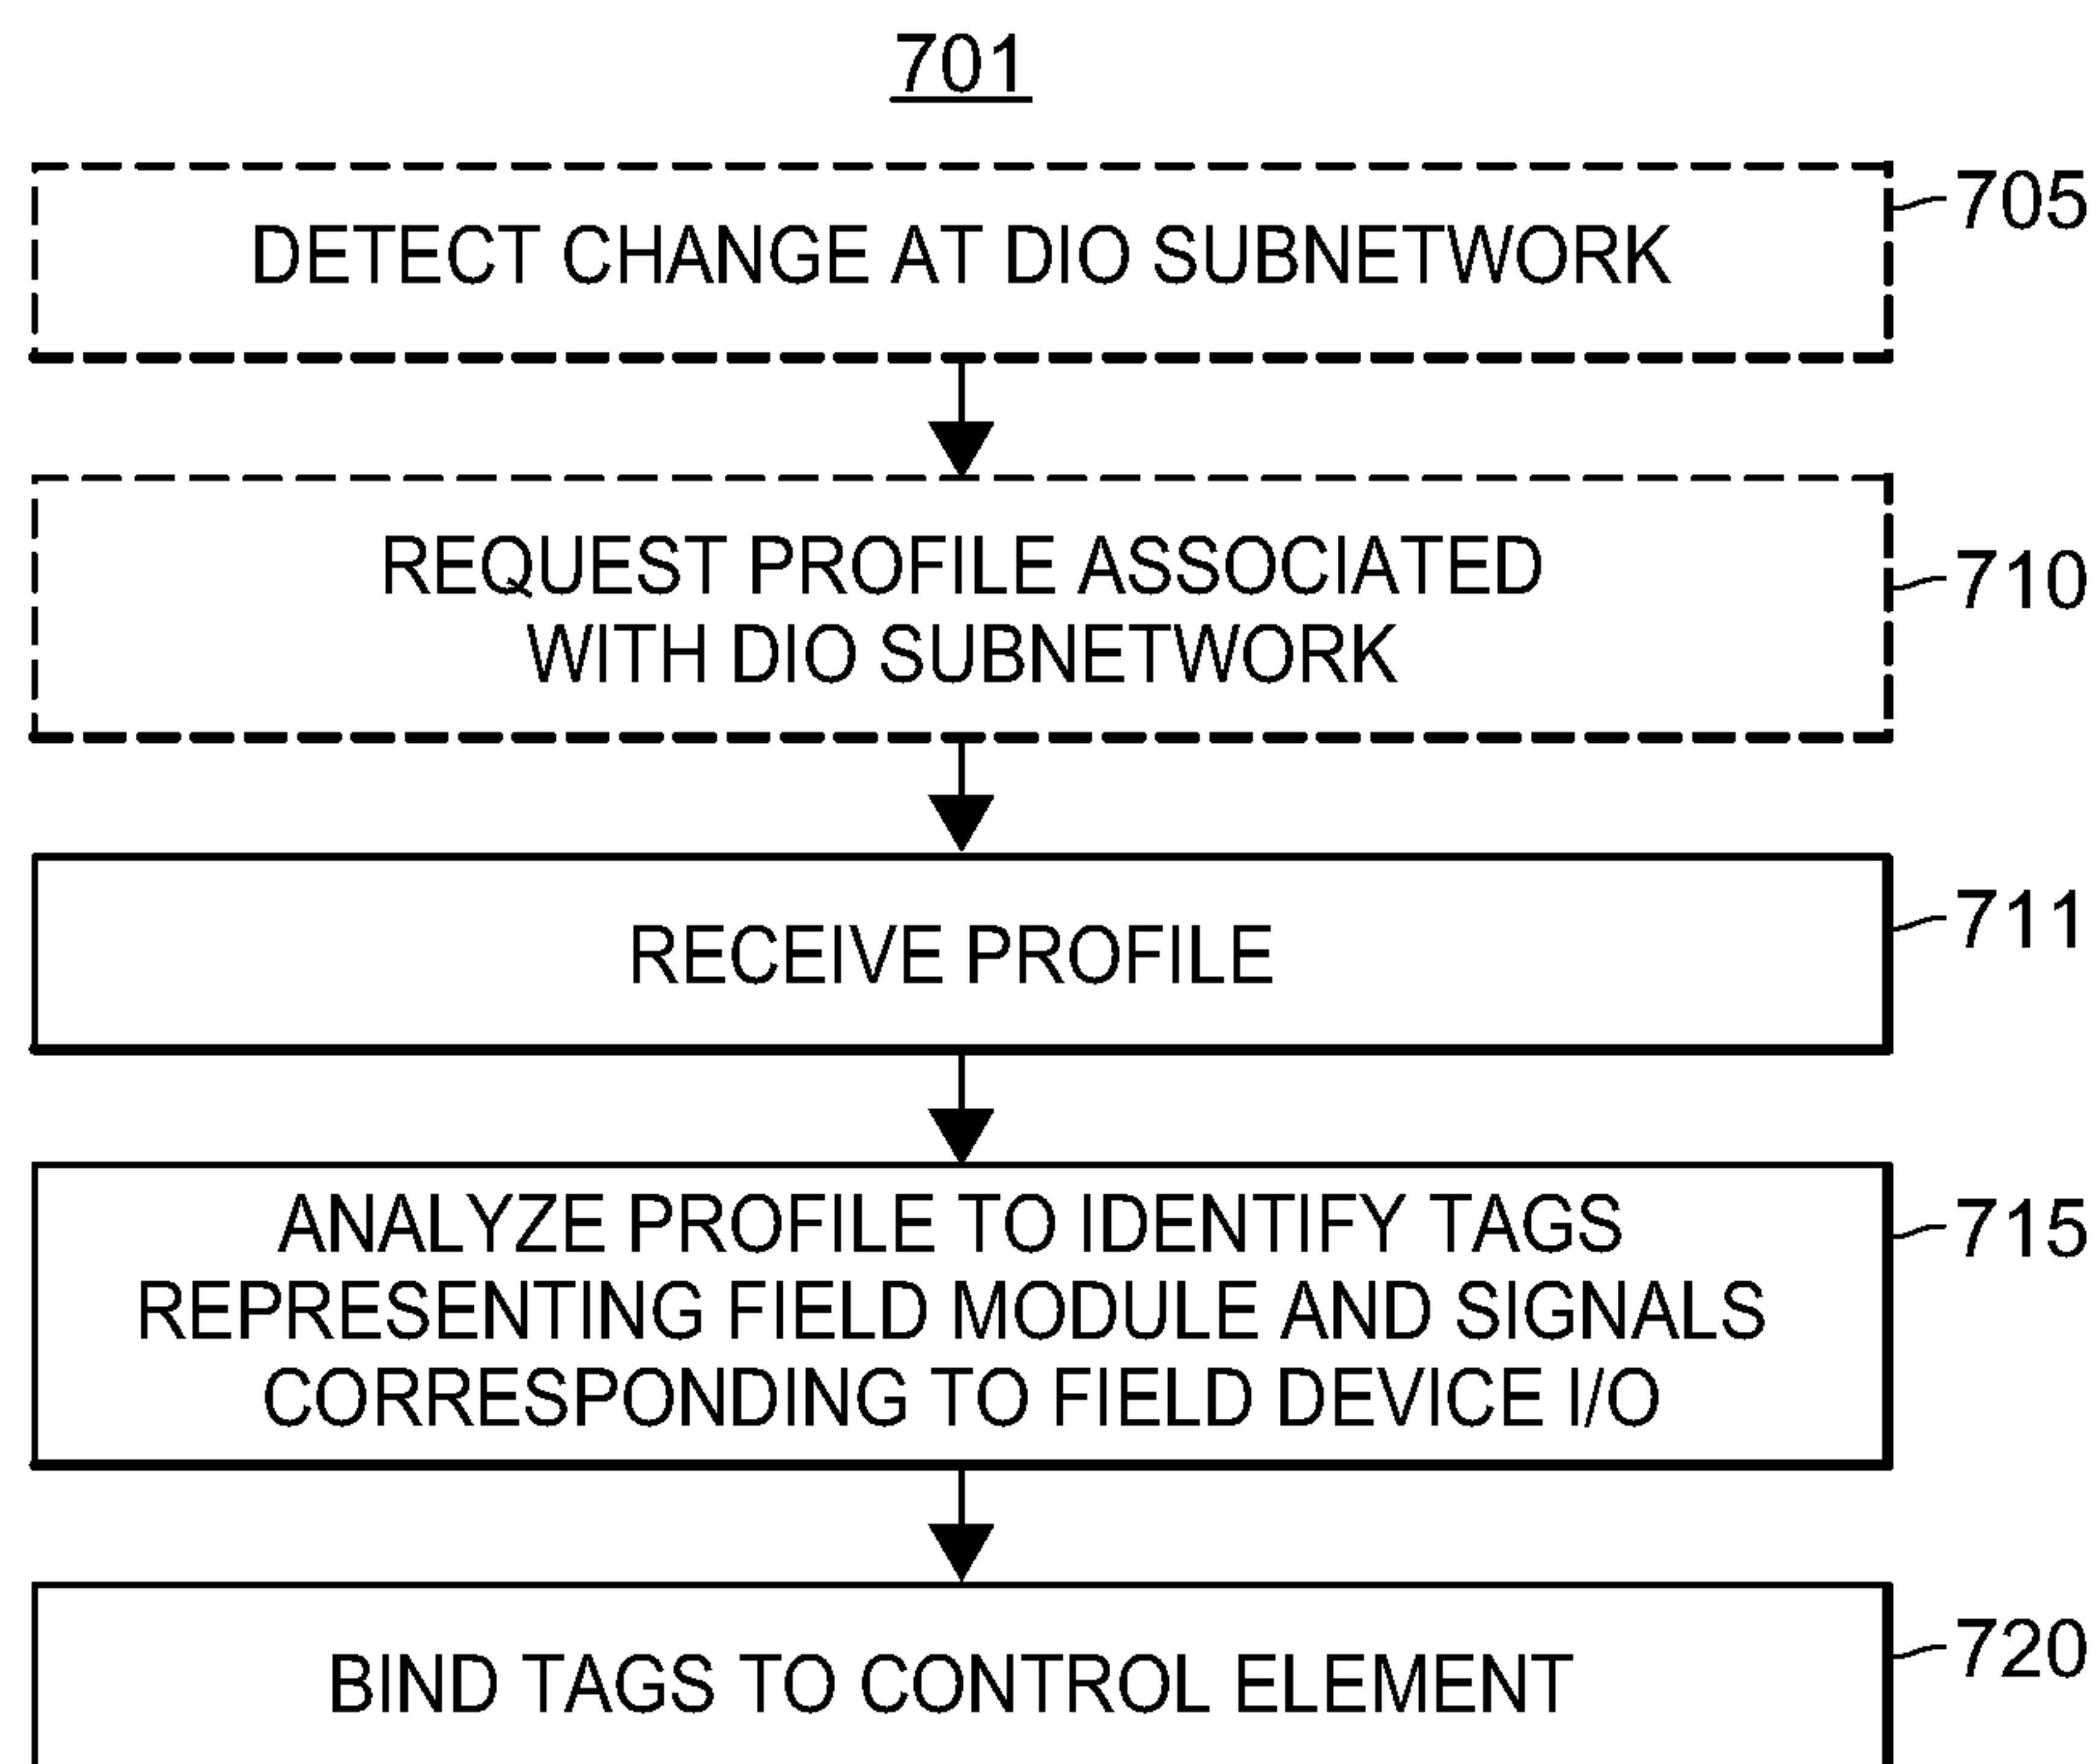 701
DETECT CHANGE AT DIO SUBNETWORK
705
REQUEST PROFILE ASSOCIATED
WITH DIO SUBNETWORK
710
RECEIVE PROFILE
711
ANALYZE PROFILE TO IDENTIFY TAGS
REPRESENTING FIELD MODULE AND SIGNALS
CORRESPONDING TO FIELD DEVICE I/O
715
BIND TAGS TO CONTROL ELEMENT
720